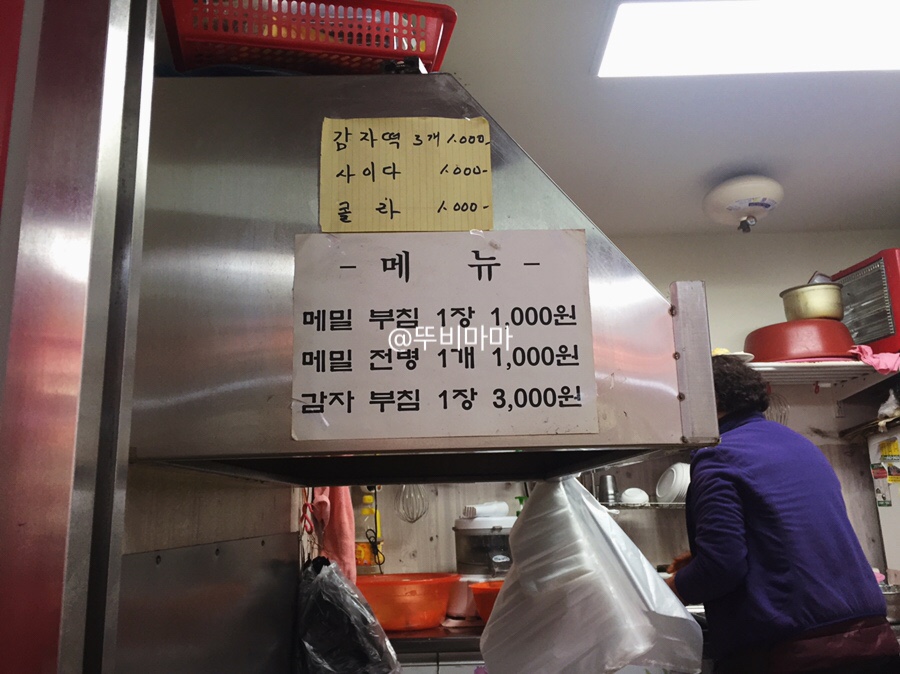 감자떡 3개 1.000-
사이다 1.000-
콜라 1.000-
- 메 뉴 -
메밀 부침 1장 1,000원
@뚜비마마
메밀 전병 1개 1,000원
감자 부침 1장 3,000원